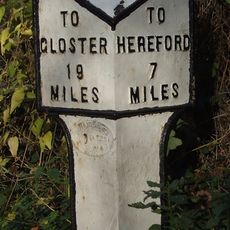 TO TO
GLOSTER HEREFORD
19 7
MILES MILES